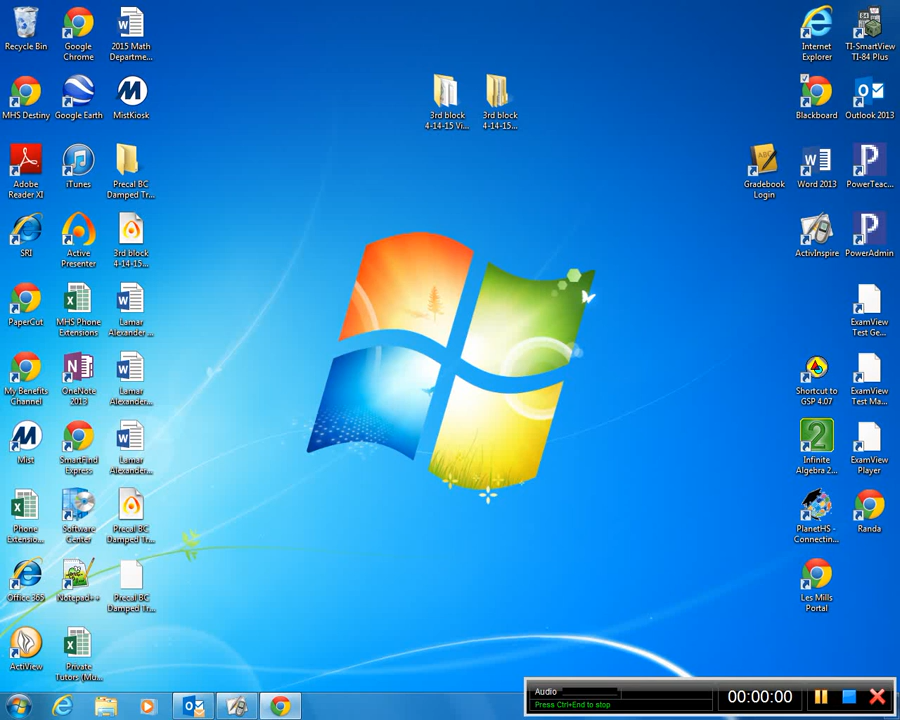 Recycle Bin
Google
Chrome
2015 Math
Departme...
MHS Destiny
Google Earth
MistKiosk
Adobe
Reader XI
iTunes
Precal BC
Damped Tr...
SRI
Active
Presenter
3rd block
4-14-15...
PaperCut
MHS Phone
Extensions
Lamar
Alexander ...
My Benefits
Channel
OneNote
2013
Lamar
Alexander...
Mist
SmartFind
Express
Lamar
Alexander...
Phone
Extensio...
Software
Center
Precal BC
Damped Tr...
Office 365
Notepad++
Precal BC
Damped Tr...
ActiView
Private
Tutors (Mu...
3rd block
4-14-15 Vi...
3rd block
4-14-15...
Internet
Explorer
TI-SmartView
TI-84 Plus
Blackboard
Outlook 2013
Gradebook
Login
Word 2013
PowerTeac...
ActivInspire
PowerAdmin
ExamView
Test Ge...
Shortcut to
GSP 4.07
ExamView
Test Ma...
Infinite
Algebra 2...
ExamView
Player
PlanetHS -
Connectin...
Randa
Les Mills
Portal
Audio
Press Ctrl+End to stop
00:00:00